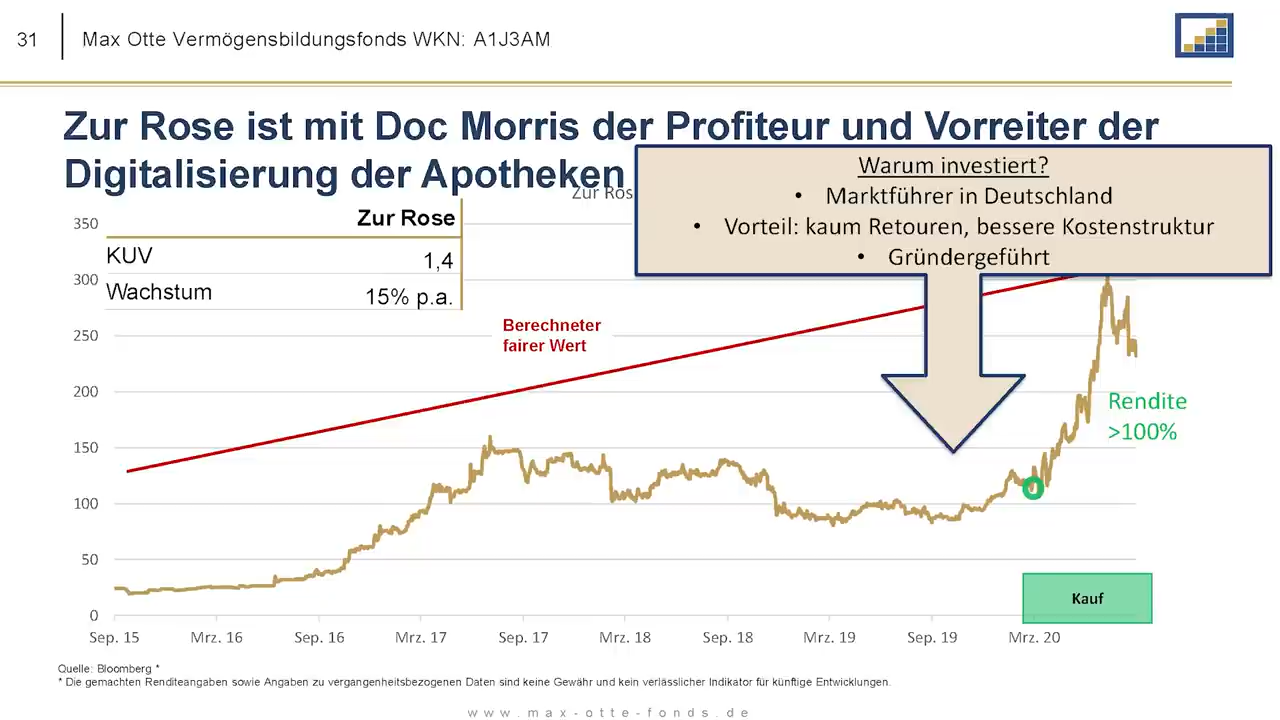 31
Max Otte Vermögensbildungsfonds WKN: A1J3AM
Zur Rose ist mit Doc Morris der Profiteur und Vorreiter der
Digitalisierung der Apotheken
Warum investiert?
• Marktführer in Deutschland
• Vorteil: kaum Retouren, bessere Kostenstruktur
• Gründergeführt
Zur Ros
Zur Rose
KUV 1,4
Wachstum 15% p.a.
350
300
250
200
150
100
50
0
Berechneter
fairer Wert
Rendite
>100%
Kauf
Sep. 15 Mrz. 16 Sep. 16 Mrz. 17 Sep. 17 Mrz. 18 Sep. 18 Mrz. 19 Sep. 19 Mrz. 20
Quelle: Bloomberg *
* Die gemachten Renditeangaben sowie Angaben zu vergangenheitsbezogenen Daten sind keine Gewähr und kein verlässlicher Indikator für künftige Entwicklungen.
www.max-otte-fonds.de